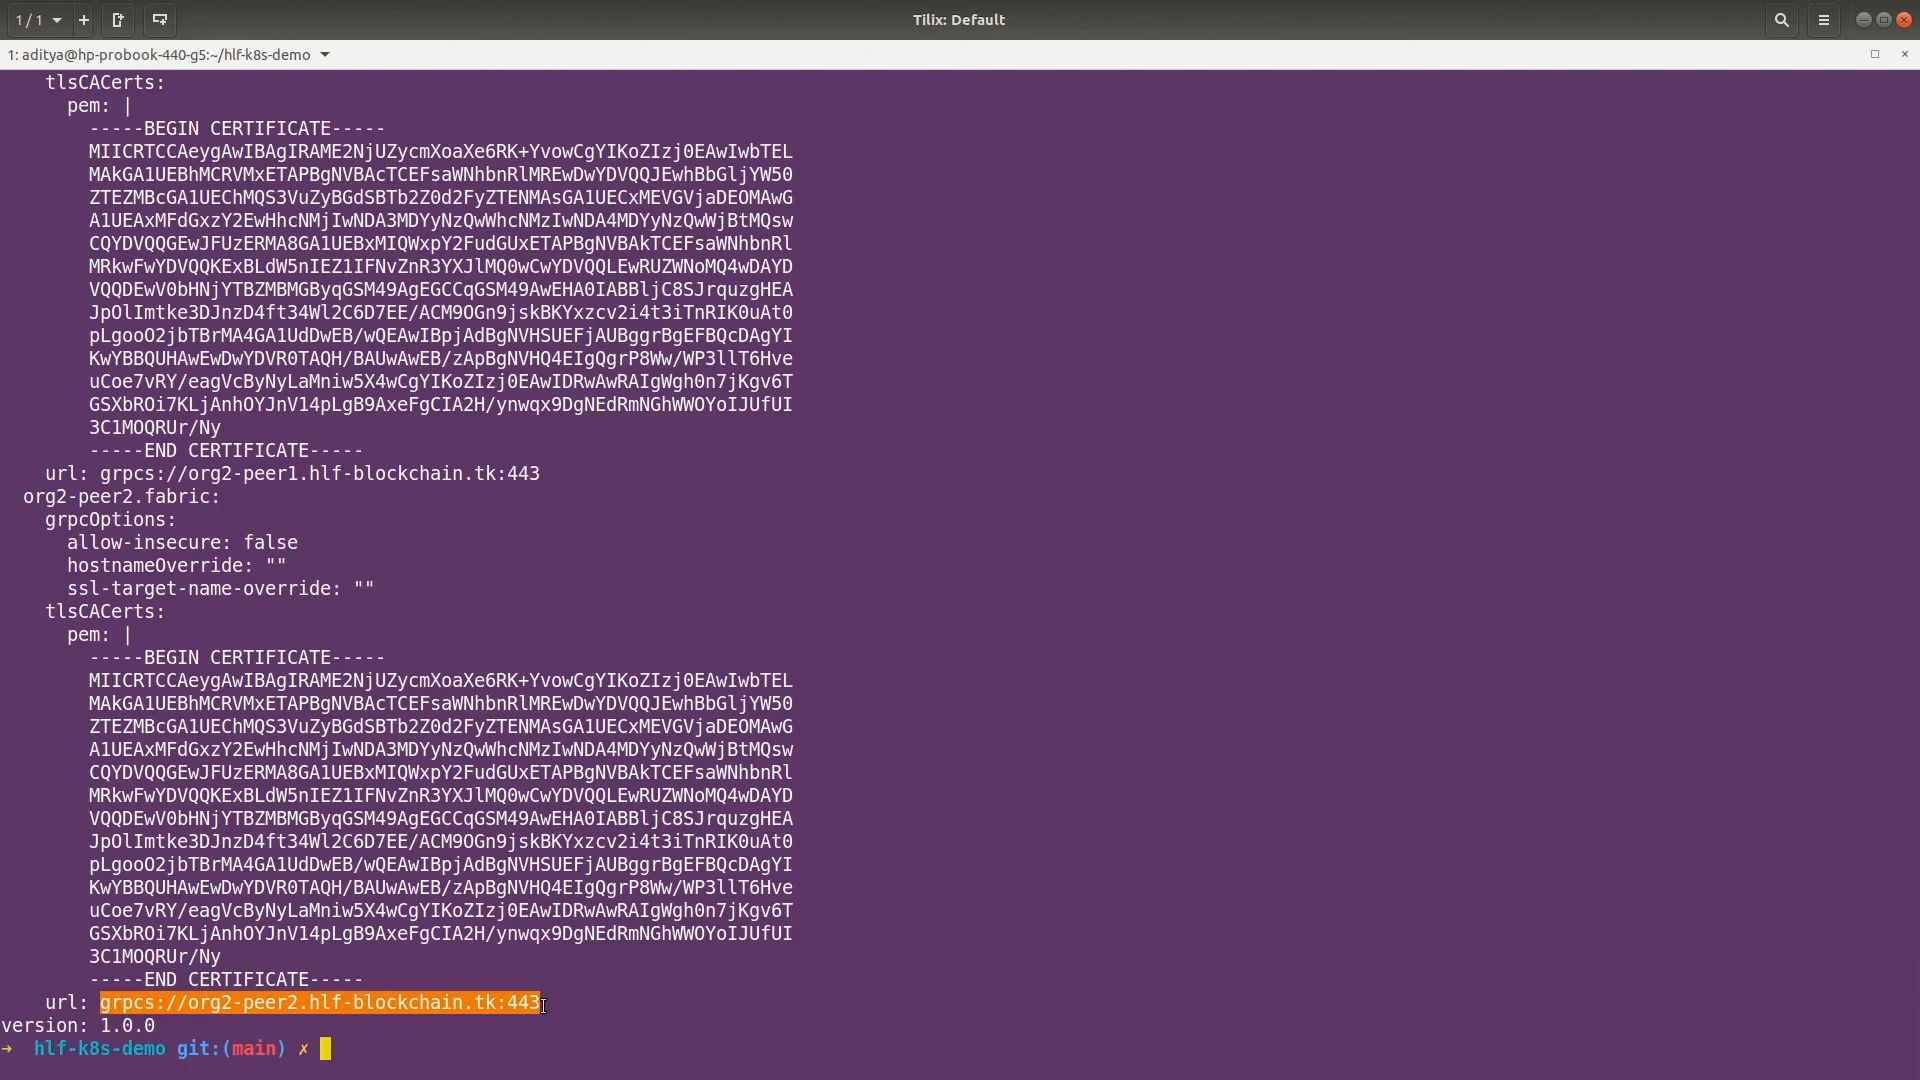 1 / 1
Tilix: Default
1: aditya@hp-probook-440-g5:~/hlf-k8s-demo
    tlsCACerts:
      pem: |
        -----BEGIN CERTIFICATE-----
        MIICRTCCAeygAwIBAgIRAME2NjUZycmXoaXe6RK+YvowCgYIKoZIzj0EAwIwbTEL
        MAkGA1UEBhMCRVMxETAPBgNVBAcTCEFsaWNhbnRlMREwDwYDVQQJEwhBbGljYW50
        ZTEZMBcGA1UEChMQS3VuZyBGdSBTb2Z0d2FyZTENMAsGA1UECxMEVGVjaDEOMAwG
        A1UEAxMFdGxzY2EwHhcNMjIwNDA3MDYyNzQwWhcNMzIwNDA4MDYyNzQwWjBtMQsw
        CQYDVQQGEwJFUzERMA8GA1UEBxMIQWxpY2FudGUxETAPBgNVBAkTCEFsaWNhbnRl
        MRkwFwYDVQQKExBLdW5nIEZ1IFNvZnR3YXJlMQ0wCwYDVQQLEwRUZWNoMQ4wDAYD
        VQQDEwV0bHNjYTBZMBMGByqGSM49AgEGCCqGSM49AwEHA0IABBljC8SJrquzgHEA
        JpOlImtke3DJnzD4ft34Wl2C6D7EE/ACM9OGn9jskBKYxzcv2i4t3iTnRIK0uAt0
        pLgooO2jbTBrMA4GA1UdDwEB/wQEAwIBpjAdBgNVHSUEFjAUBggrBgEFBQcDAgYI
        KwYBBQUHAwEwDwYDVR0TAQH/BAUwAwEB/zApBgNVHQ4EIgQgrP8Ww/WP3llT6Hve
        uCoe7vRY/eagVcByNyLaMniw5X4wCgYIKoZIzj0EAwIDRwAwRAIgWgh0n7jKgv6T
        GSXbROi7KLjAnhOYJnV14pLgB9AxeFgCIA2H/ynwqx9DgNEdRmNGhWWOYoIJUfUI
        3C1MOQRUr/Ny
        -----END CERTIFICATE-----
    url: grpcs://org2-peer1.hlf-blockchain.tk:443
  org2-peer2.fabric:
    grpcOptions:
      allow-insecure: false
      hostnameOverride: ""
      ssl-target-name-override: ""
    tlsCACerts:
      pem: |
        -----BEGIN CERTIFICATE-----
        MIICRTCCAeygAwIBAgIRAME2NjUZycmXoaXe6RK+YvowCgYIKoZIzj0EAwIwbTEL
        MAkGA1UEBhMCRVMxETAPBgNVBAcTCEFsaWNhbnRlMREwDwYDVQQJEwhBbGljYW50
        ZTEZMBcGA1UEChMQS3VuZyBGdSBTb2Z0d2FyZTENMAsGA1UECxMEVGVjaDEOMAwG
        A1UEAxMFdGxzY2EwHhcNMjIwNDA3MDYyNzQwWhcNMzIwNDA4MDYyNzQwWjBtMQsw
        CQYDVQQGEwJFUzERMA8GA1UEBxMIQWxpY2FudGUxETAPBgNVBAkTCEFsaWNhbnRl
        MRkwFwYDVQQKExBLdW5nIEZ1IFNvZnR3YXJlMQ0wCwYDVQQLEwRUZWNoMQ4wDAYD
        VQQDEwV0bHNjYTBZMBMGByqGSM49AgEGCCqGSM49AwEHA0IABBljC8SJrquzgHEA
        JpOlImtke3DJnzD4ft34Wl2C6D7EE/ACM9OGn9jskBKYxzcv2i4t3iTnRIK0uAt0
        pLgooO2jbTBrMA4GA1UdDwEB/wQEAwIBpjAdBgNVHSUEFjAUBggrBgEFBQcDAgYI
        KwYBBQUHAwEwDwYDVR0TAQH/BAUwAwEB/zApBgNVHQ4EIgQgrP8Ww/WP3llT6Hve
        uCoe7vRY/eagVcByNyLaMniw5X4wCgYIKoZIzj0EAwIDRwAwRAIgWgh0n7jKgv6T
        GSXbROi7KLjAnhOYJnV14pLgB9AxeFgCIA2H/ynwqx9DgNEdRmNGhWWOYoIJUfUI
        3C1MOQRUr/Ny
        -----END CERTIFICATE-----
    url: grpcs://org2-peer2.hlf-blockchain.tk:443
version: 1.0.0
➜  hlf-k8s-demo git:(main) ✗